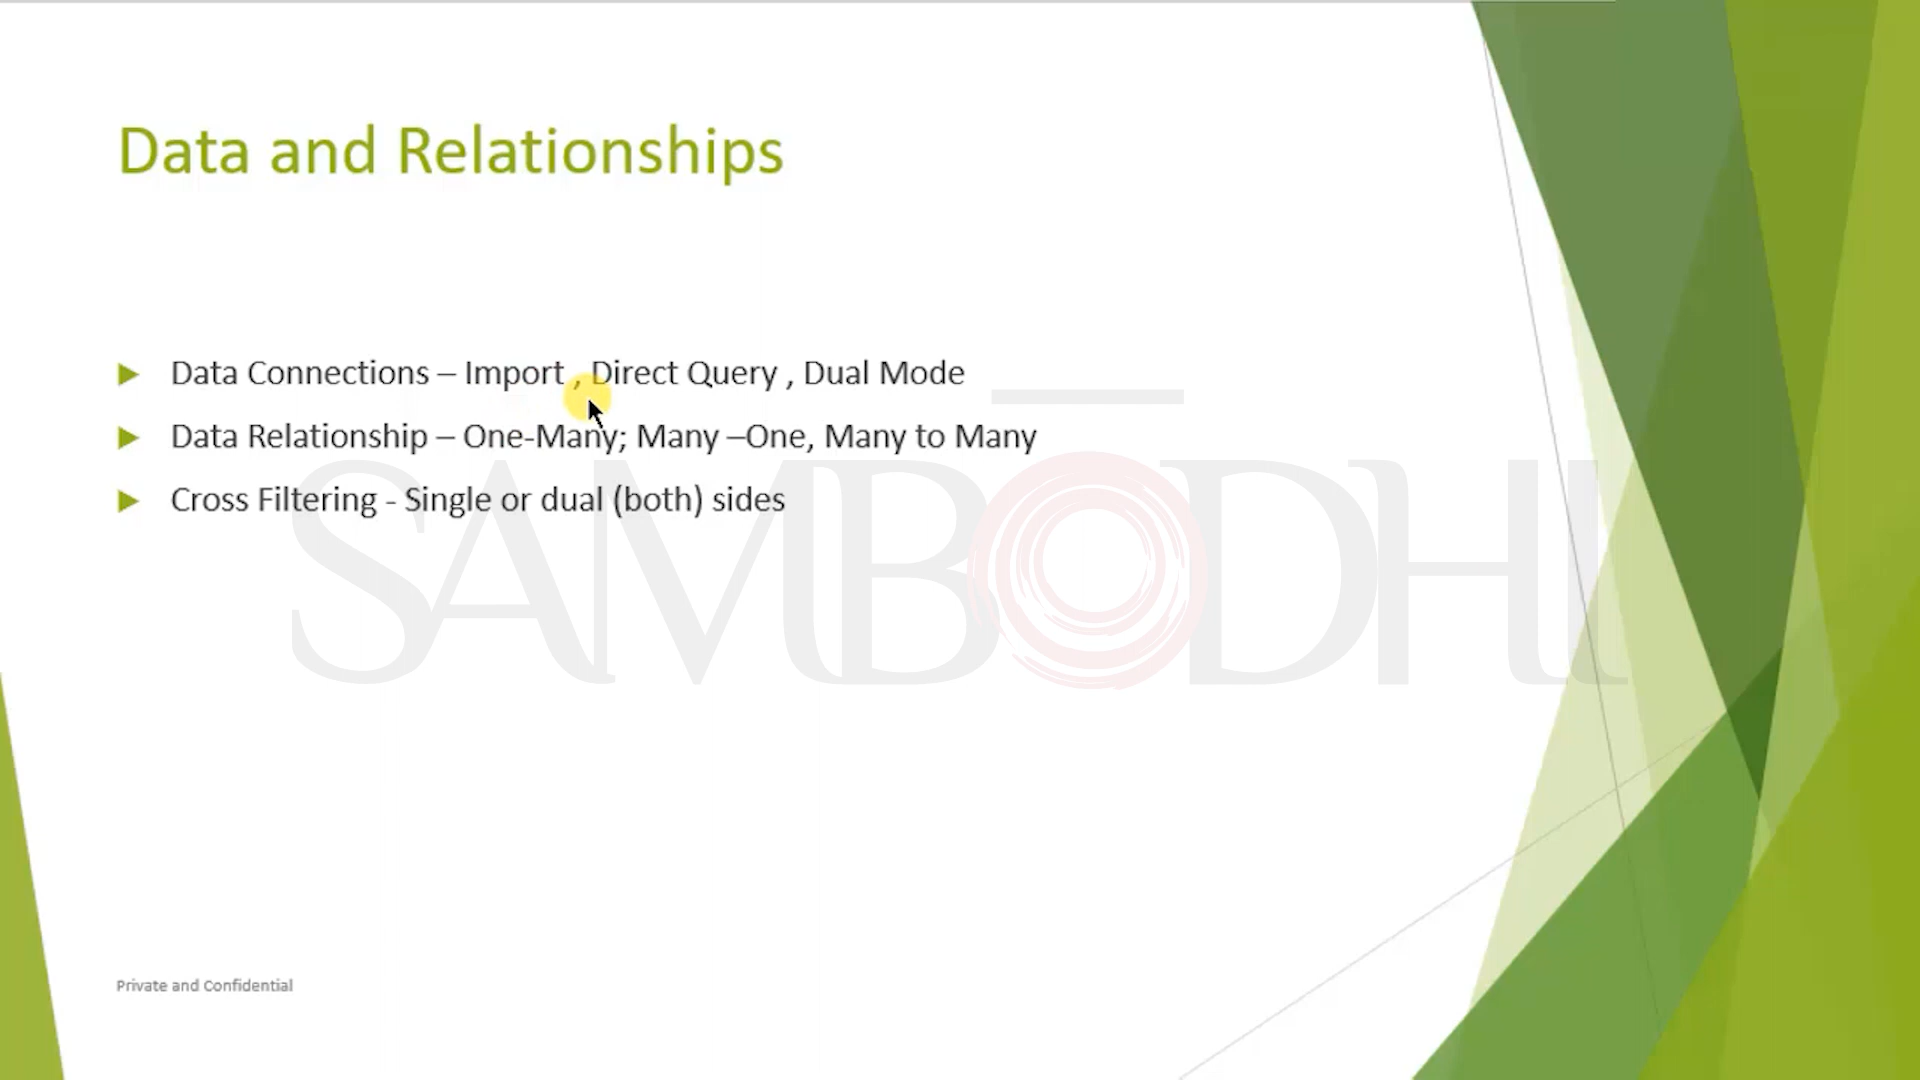 Data and Relationships
Data Connections – Import , Direct Query , Dual Mode
Data Relationship – One-Many; Many –One, Many to Many
Cross Filtering - Single or dual (both) sides
SAMBODHI
Private and Confidential